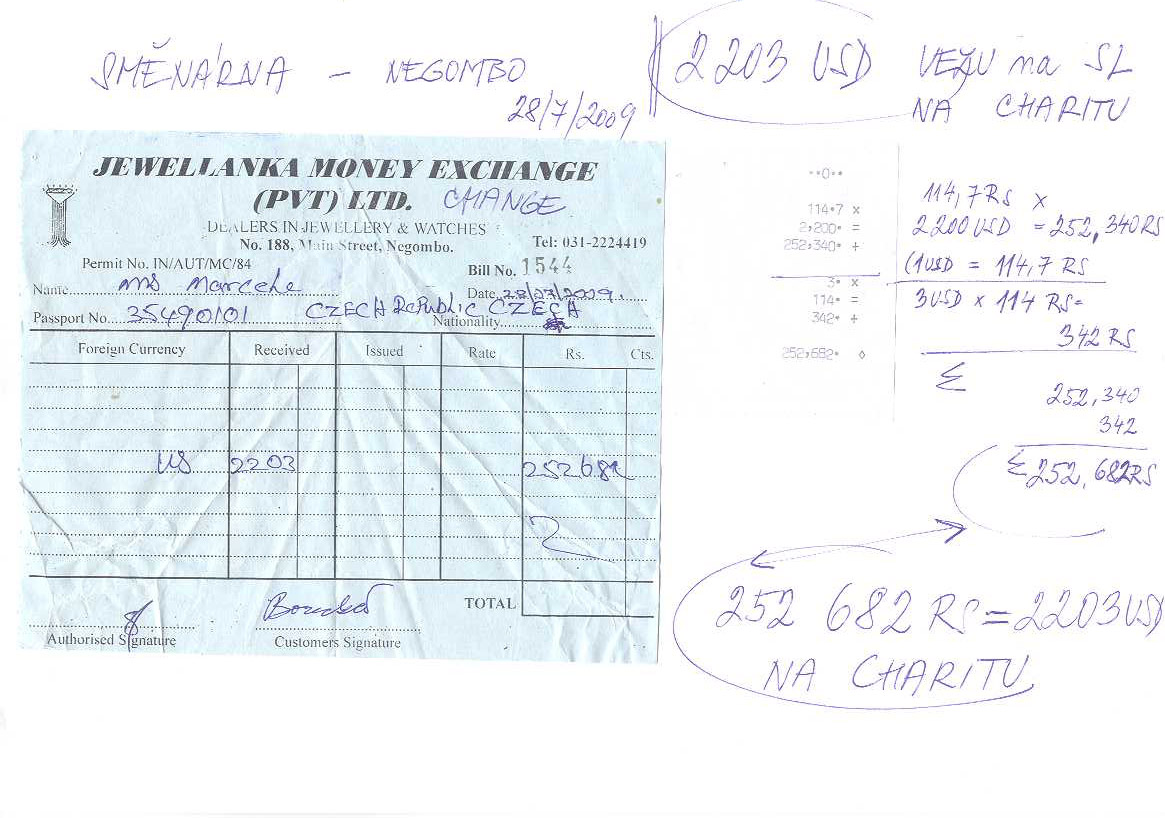 SMĚNÁRNA – NEGOMBO
28/7/2009
2203 USD VEZU na SL
NA CHARITU
JEWELLANKA MONEY EXCHANGE
(PVT) LTD. CHANGE
DEALERS IN JEWELLERY & WATCHES
No. 188, Main Street, Negombo.
Tel: 031-2224419
Permit No. IN/AUT/MC/84
Bill No. 1544
Name ms Marcele
Date 28/07/2009.
Passport No. 35490101 CZECH RePubliC CZECH
Nationality
Foreign Currency Received Issued Rate Rs. Cts.
US 2203 252682
TOTAL
Authorised Signature
Customers Signature
··0··
114·7 x
2,200· =
252,340· +
3· x
114· =
342· +
252,682· ◊
114,7 RS x
2200 USD = 252,340 RS
(1 USD = 114,7 RS
3 USD x 114 RS=
342 RS
Σ
252,340
342
Σ 252,682 RS
252 682 RS = 2203 USD
NA CHARITU